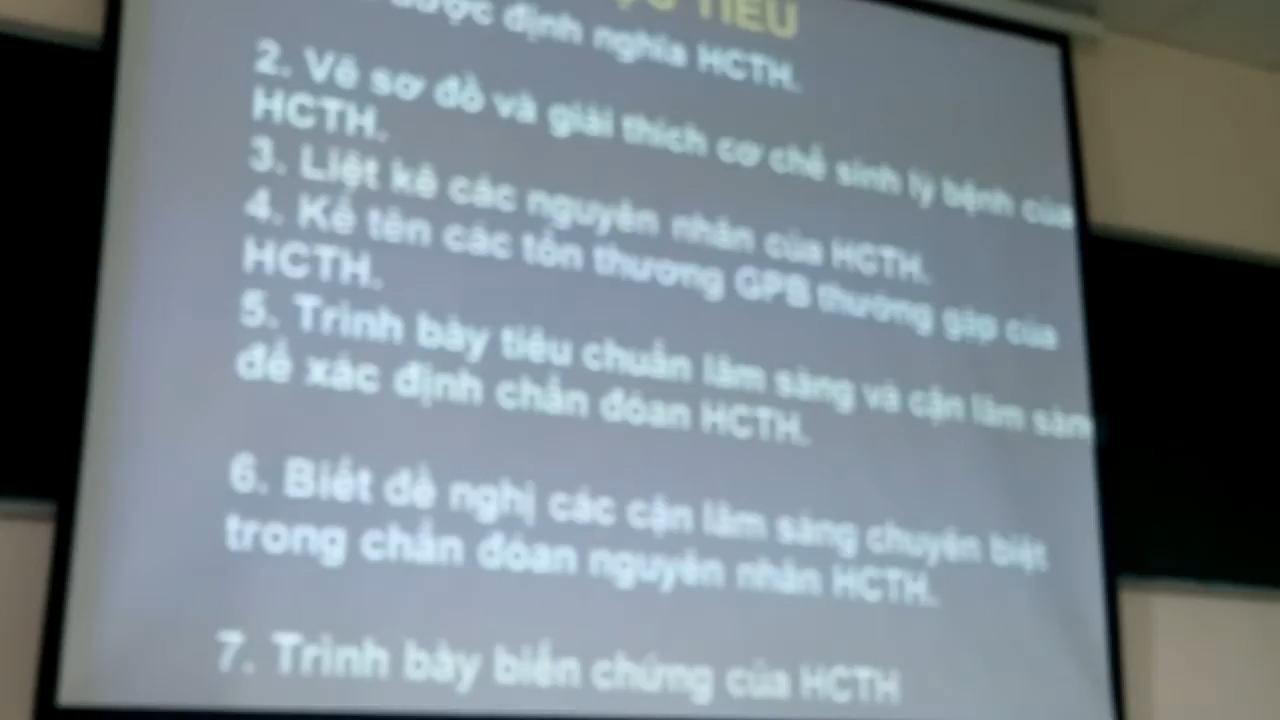 TIÊU
được định nghĩa HCTH.
2. Vẽ sơ đồ và giải thích cơ chế sinh lý bệnh của
HCTH.
3. Liệt kê các nguyên nhân của HCTH.
4. Kể tên các tổn thương GPB thường gặp của
HCTH.
5. Trình bày tiêu chuẩn lâm sàng và cận lâm sàng
để xác định chẩn đóan HCTH.
6. Biết đề nghị các cận lâm sàng chuyên biệt
trong chẩn đóan nguyên nhân HCTH.
7. Trình bày biến chứng của HCTH